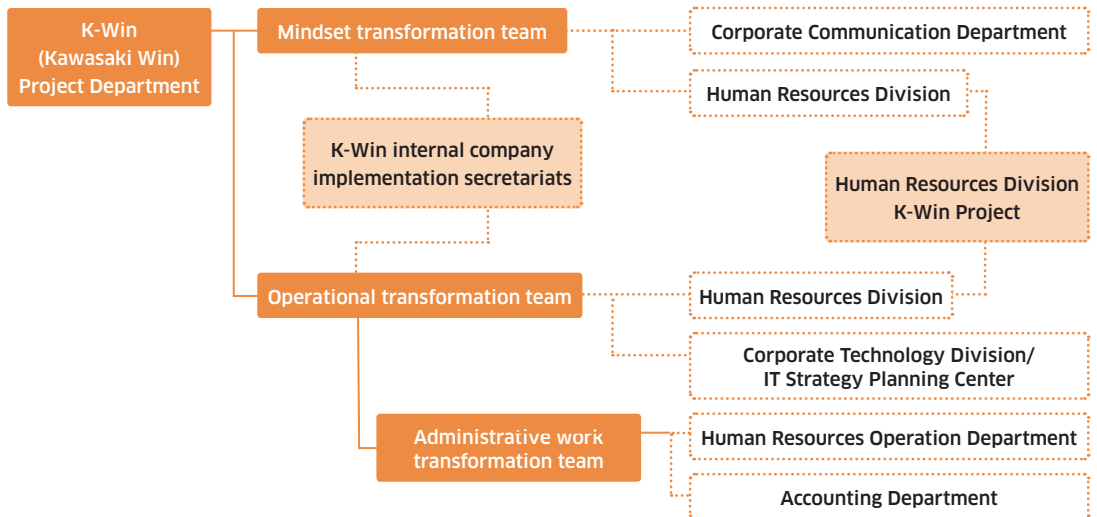 K-Win
(Kawasaki Win)
Project Department
Mindset transformation team
Corporate Communication Department
Human Resources Division
K-Win internal company
implementation secretariats
Human Resources Division
K-Win Project
Operational transformation team
Human Resources Division
Corporate Technology Division/
IT Strategy Planning Center
Administrative work
transformation team
Human Resources Operation Department
Accounting Department